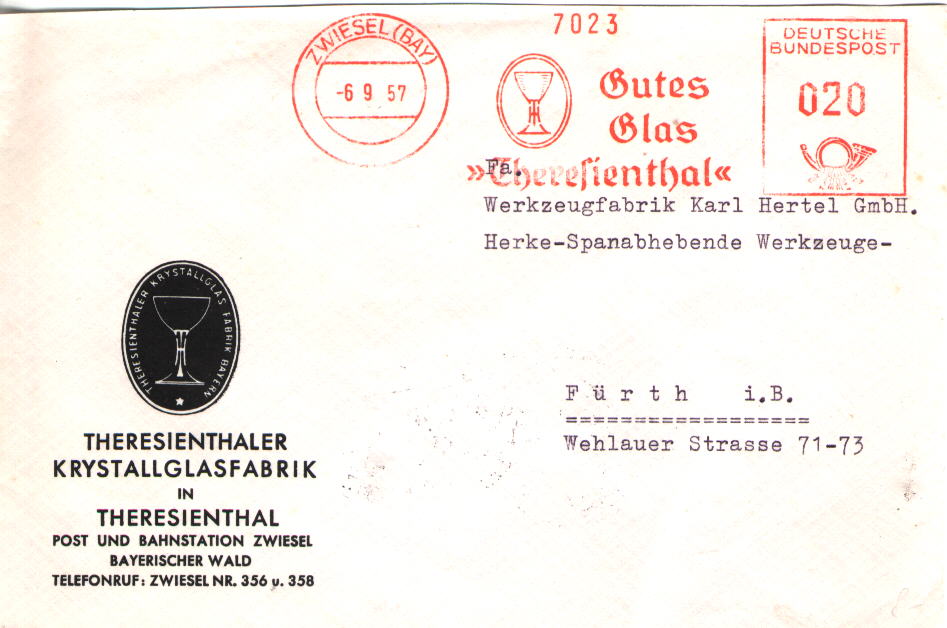 7023
ZWIESEL (BAY)
-6 9 57
Gutes
Glas
»Theresienthal«
DEUTSCHE
BUNDESPOST
020
Fa.
Werkzeugfabrik Karl Hertel GmbH.
Herke-Spanabhebende Werkzeuge-
Fürth i.B.
==================
Wehlauer Strasse 71-73
THERESIENTHALER KRYSTALLGLAS FABRIK BAYERN
THERESIENTHALER
KRYSTALLGLASFABRIK
IN
THERESIENTHAL
POST UND BAHNSTATION ZWIESEL
BAYERISCHER WALD
TELEFONRUF: ZWIESEL NR. 356 u. 358
8.-